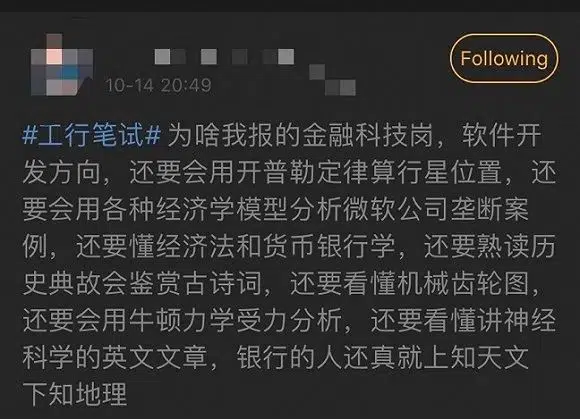 Following
10-14 20:49
#工行笔试# 为啥我报的金融科技岗，软件开
发方向，还要会用开普勒定律算行星位置，还
要会用各种经济学模型分析微软公司垄断案
例，还要懂经济法和货币银行学，还要熟读历
史典故会鉴赏古诗词，还要看懂机械齿轮图，
还要会用牛顿力学受力分析，还要看懂讲神经
科学的英文文章，银行的人还真就上知天文
下知地理